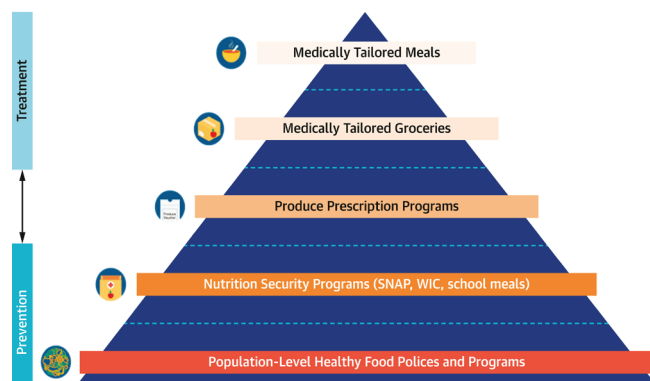 Treatment
Medically Tailored Meals
Medically Tailored Groceries
Produce Prescription Programs
Nutrition Security Programs (SNAP, WIC, school meals)
Prevention
Population-Level Healthy Food Polices and Programs